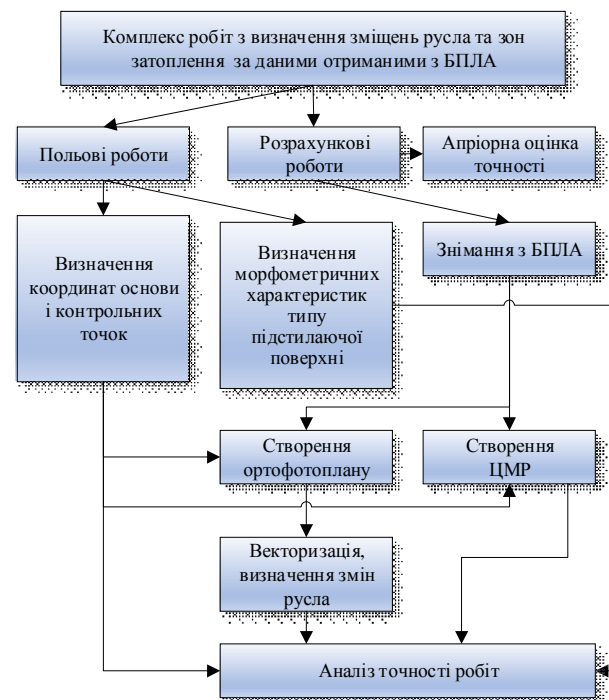 Комплекс робіт з визначення зміщень русла та зон
затоплення за даними отриманими з БПЛА
Польові роботи
Розрахункові
роботи
Апріорна оцінка
точності
Визначення
координат основи
і контрольних
точок
Визначення
морфометричних
характеристик
типу
підстилаючої
поверхні
Знімання з БПЛА
Створення
ортофотоплану
Створення
ЦМР
Векторизація,
визначення змін
русла
Аналіз точності робіт